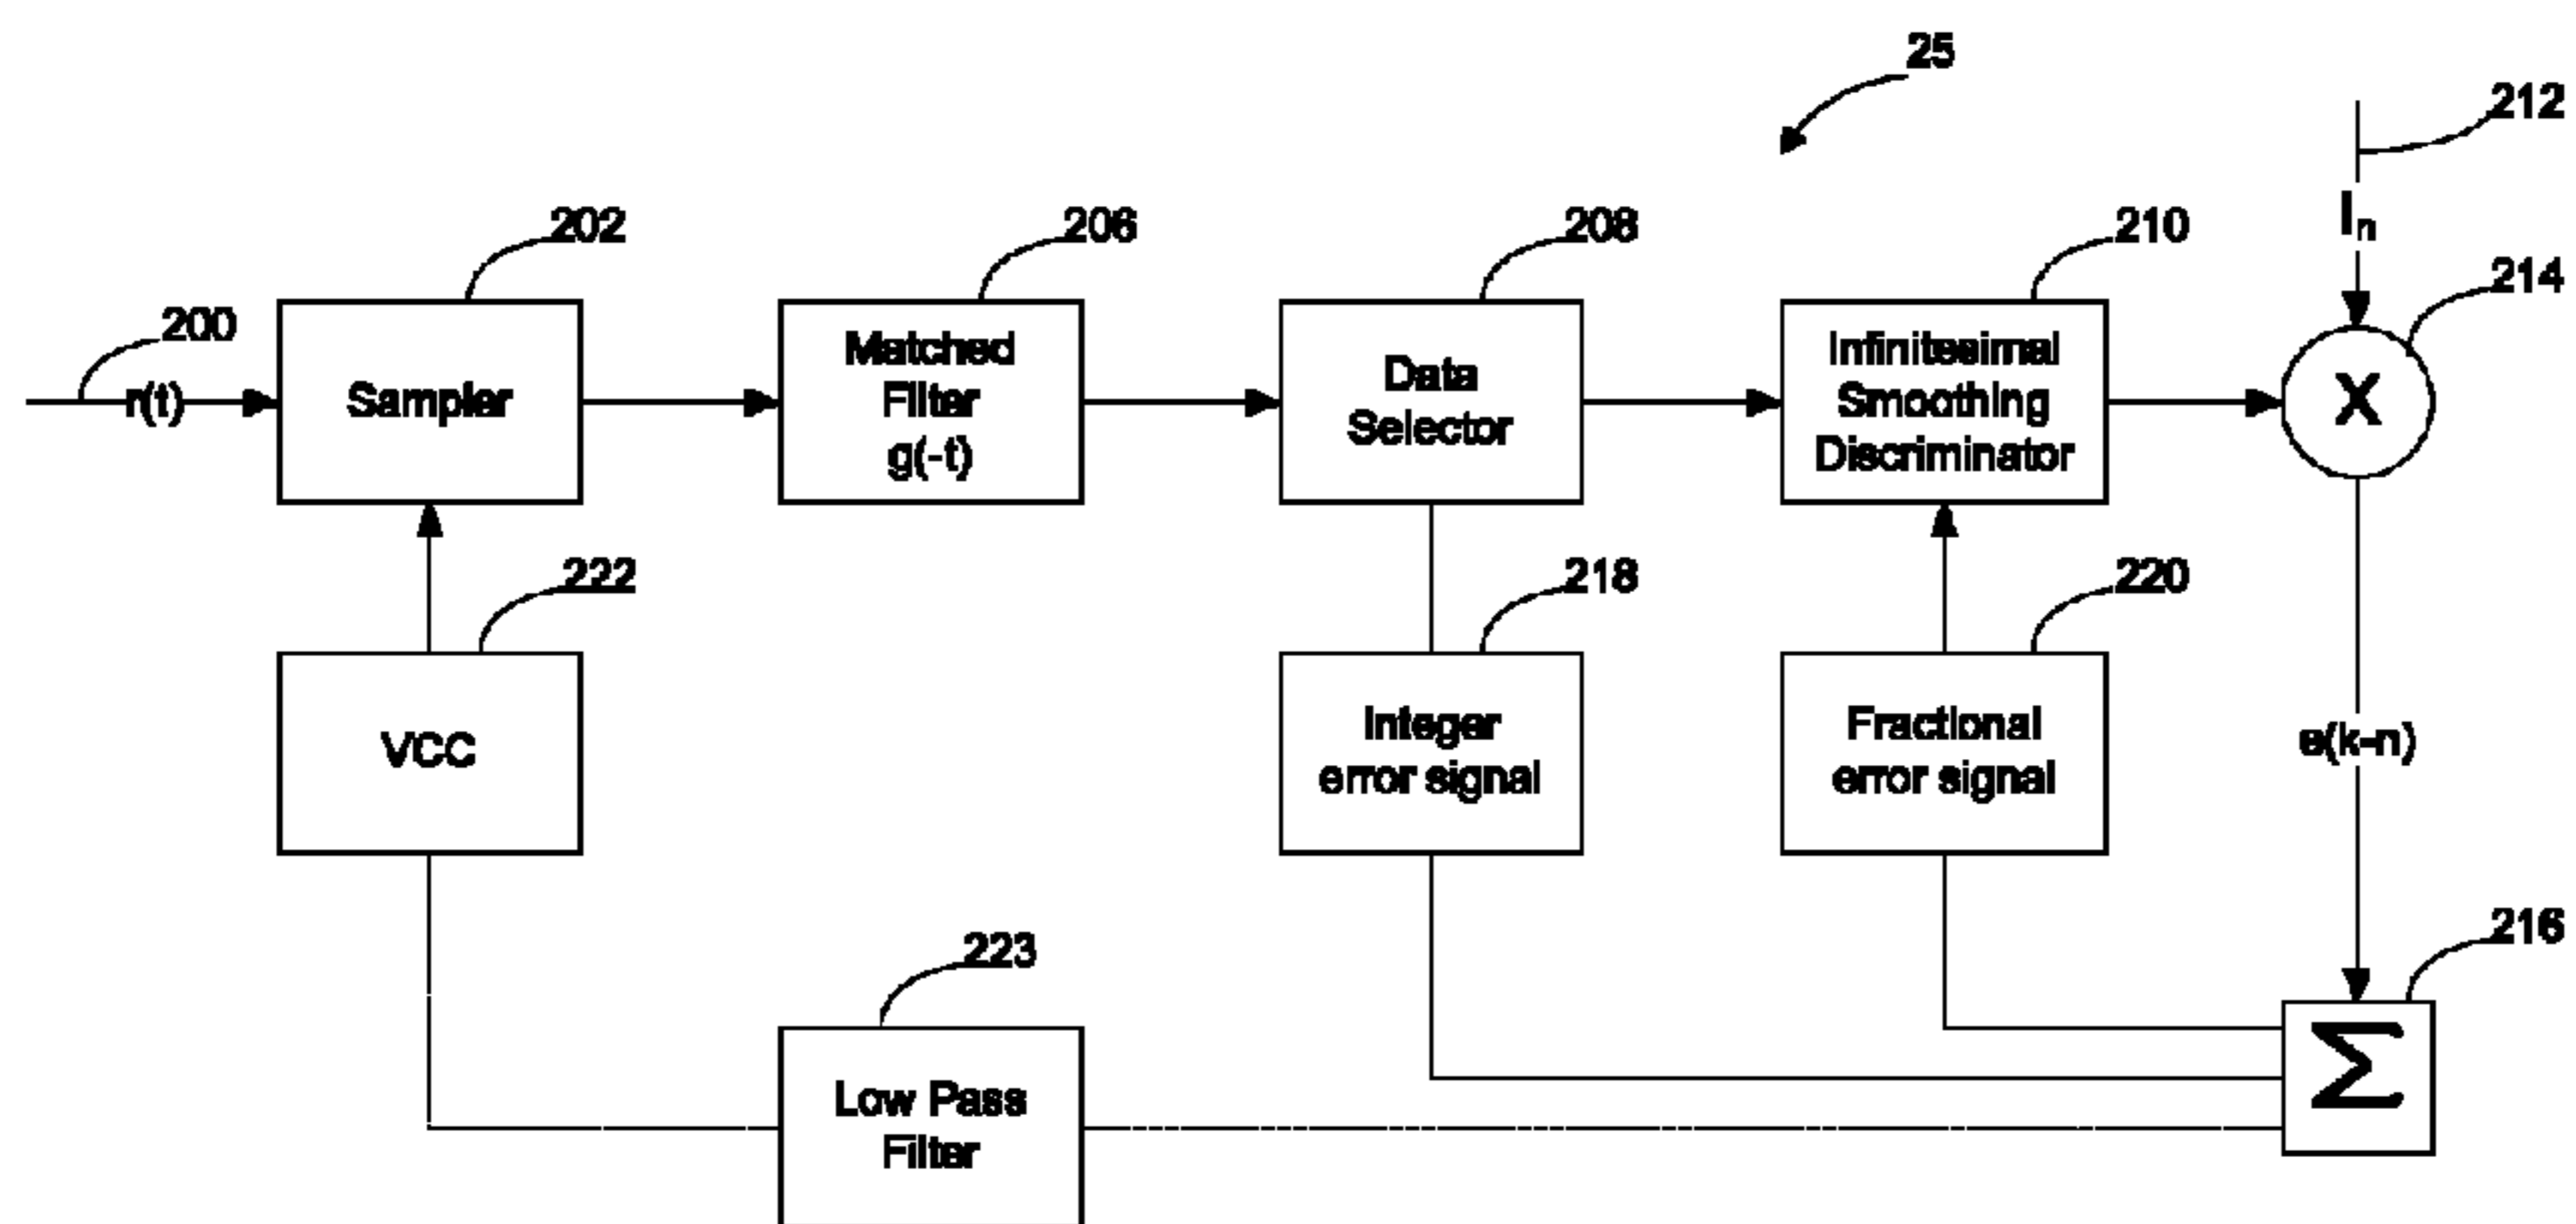 25
212
I_n
202
206
208
210
214
200
r(t)
Sampler
Matched
Filter
g(-t)
Data
Selector
Infinitesimal
Smoothing
Discriminator
X
222
218
220
VCC
Integer
error signal
Fractional
error signal
e(k-n)
223
216
Low Pass
Filter
Σ